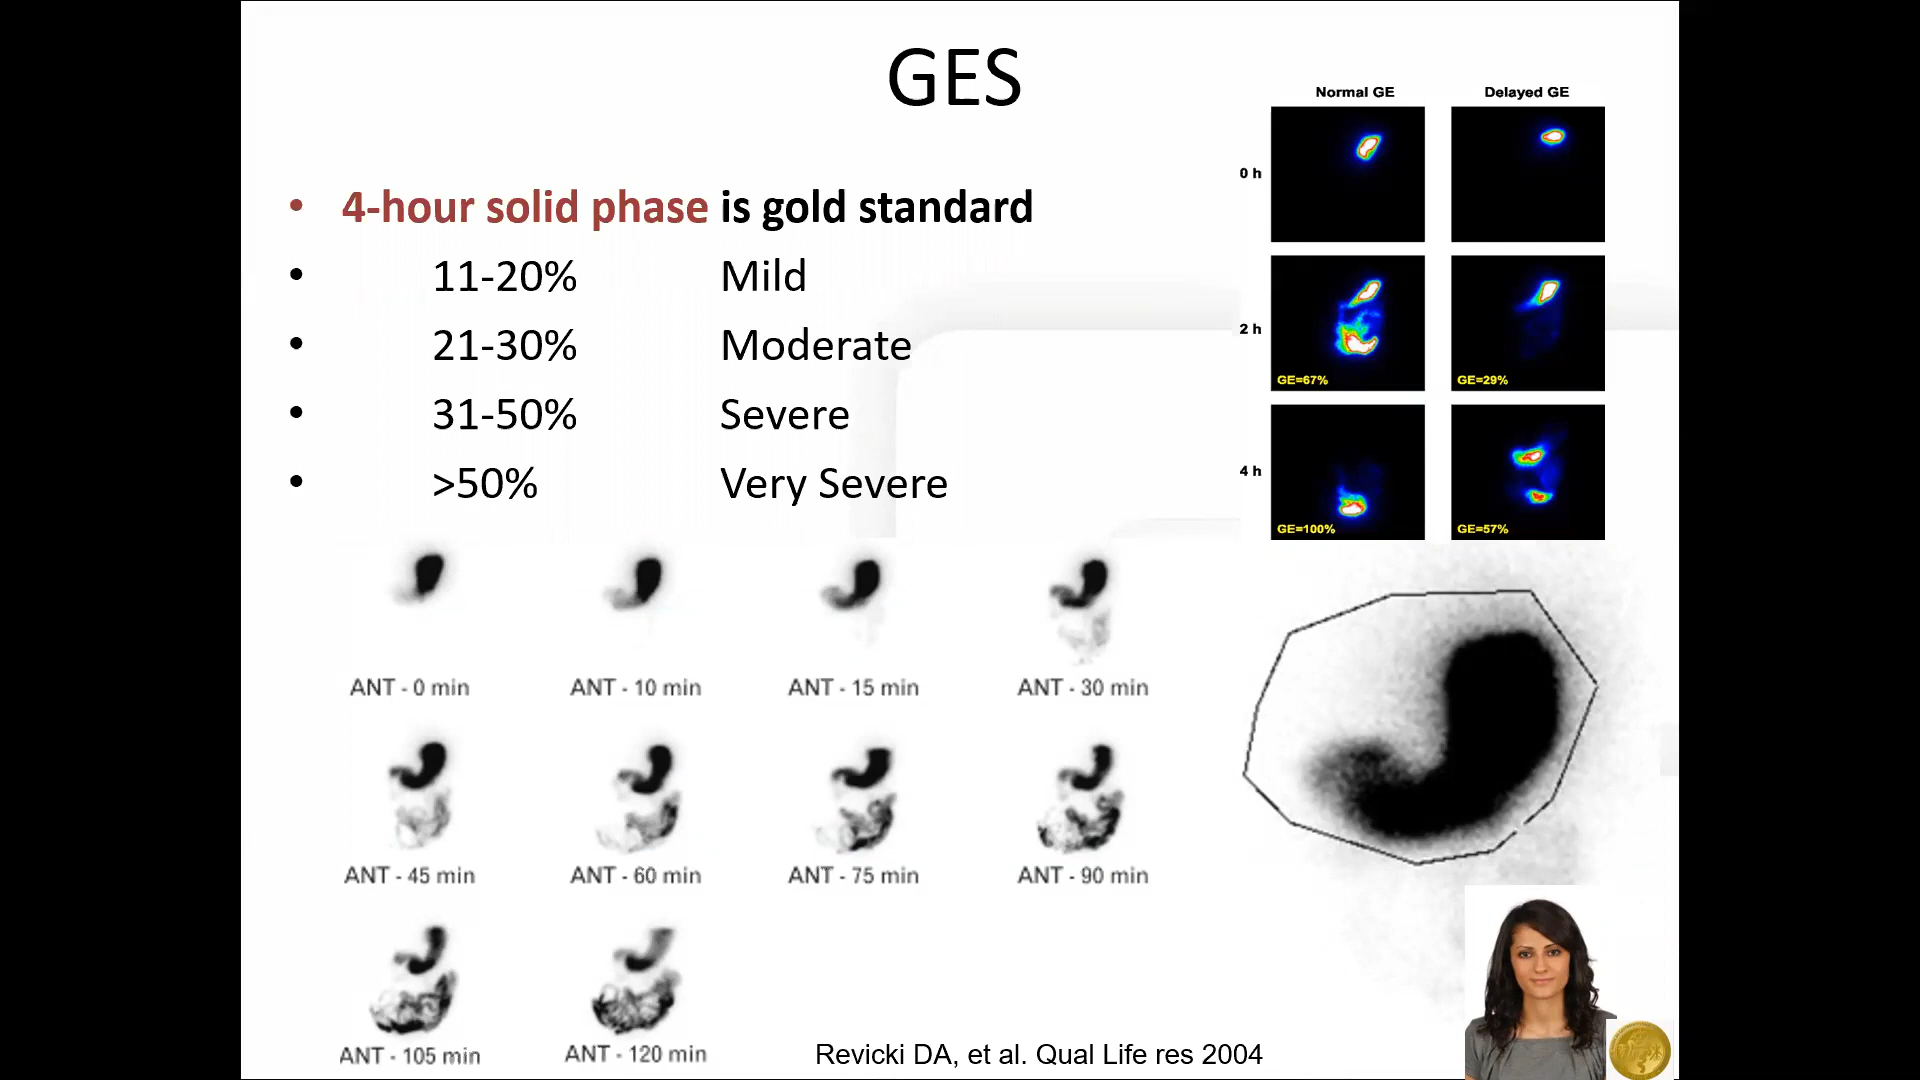 GES
• 4-hour solid phase is gold standard
• 11-20% Mild
• 21-30% Moderate
• 31-50% Severe
• >50% Very Severe
Normal GE Delayed GE
0 h
2 h
GE=67% GE=29%
4 h
GE=100% GE=57%
ANT - 0 min ANT - 10 min ANT - 15 min ANT - 30 min
ANT - 45 min ANT - 60 min ANT - 75 min ANT - 90 min
ANT - 105 min ANT - 120 min
Revicki DA, et al. Qual Life res 2004